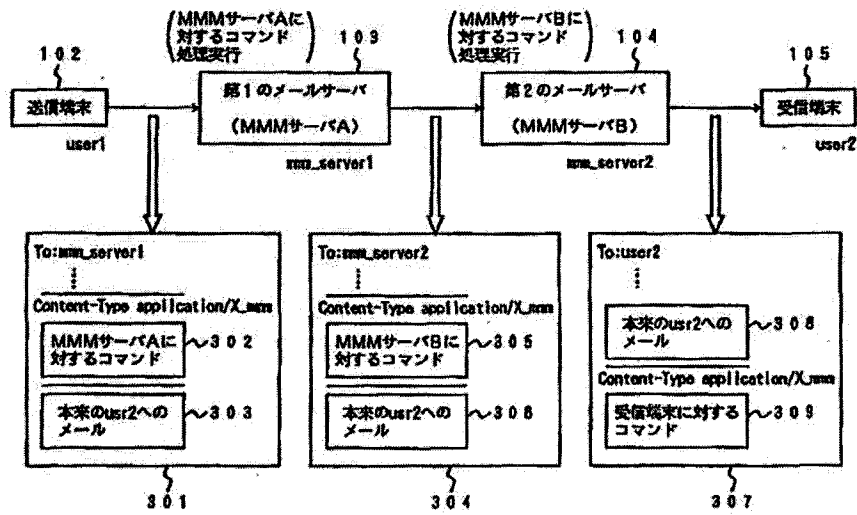 (MMMサーバAに
対するコマンド
処理実行)
(MMMサーバBに
対するコマンド
処理実行)
102
103
104
105
送信端末
第1のメールサーバ
(MMMサーバA)
第2のメールサーバ
(MMMサーバB)
受信端末
user1
mm_server1
mm_server2
user2
To:mm_server1
Content-Type application/X_mm
MMMサーバAに
対するコマンド
302
本来のusr2への
メール
303
301
To:mm_server2
Content-Type application/X_mm
MMMサーバBに
対するコマンド
305
本来のusr2への
メール
306
304
To:user2
本来のusr2への
メール
308
Content-Type application/X_mm
受信端末に対する
コマンド
309
307